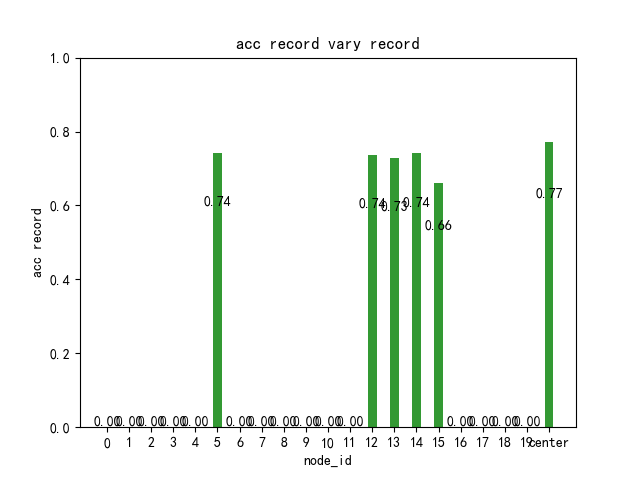 acc record vary record
1.0
0.8
0.6
0.4
0.2
0.0
acc record
0.00 0.00 0.00 0.00 0.00 0.74 0.00 0.00 0.00 0.00 0.00 0.00 0.74 0.73 0.74 0.66 0.00 0.00 0.00 0.00 0.77
0 1 2 3 4 5 6 7 8 9 10 11 12 13 14 15 16 17 18 19 center
node_id